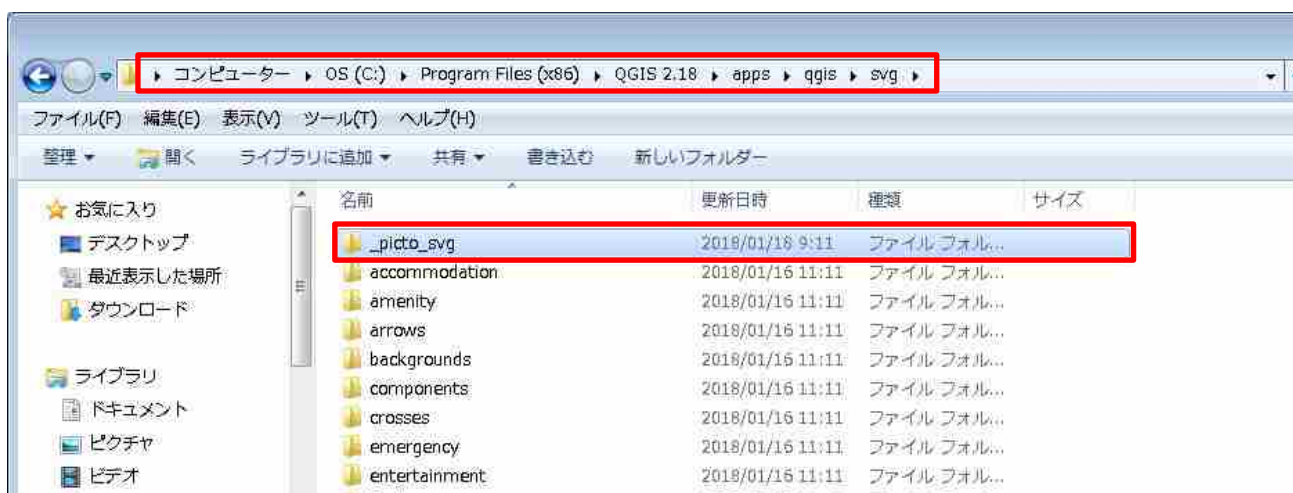 コンピューター ▸ OS (C:) ▸ Program Files (x86) ▸ QGIS 2.18 ▸ apps ▸ qgis ▸ svg ▸
ファイル(F) 編集(E) 表示(V) ツール(T) ヘルプ(H)
整理 開く ライブラリに追加 共有 書き込む 新しいフォルダー
お気に入り
デスクトップ
最近表示した場所
ダウンロード
ライブラリ
ドキュメント
ピクチャ
ビデオ
名前 更新日時 種類 サイズ
_picto_svg 2018/01/18 9:11 ファイル フォル...
accommodation 2018/01/16 11:11 ファイル フォル...
amenity 2018/01/16 11:11 ファイル フォル...
arrows 2018/01/16 11:11 ファイル フォル...
backgrounds 2018/01/16 11:11 ファイル フォル...
components 2018/01/16 11:11 ファイル フォル...
crosses 2018/01/16 11:11 ファイル フォル...
emergency 2018/01/16 11:11 ファイル フォル...
entertainment 2018/01/16 11:11 ファイル フォル...